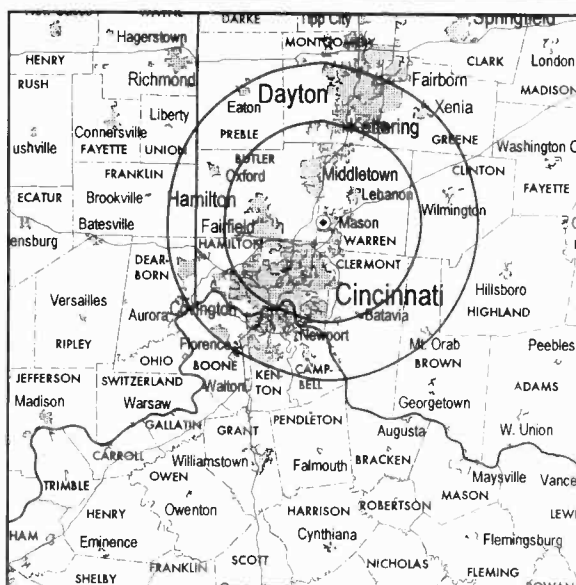 DARKE
Tipp City
Springfield
Hagerstown
MONTGOMERY
HENRY
CLARK
London
RUSH
Richmond
Fairborn
MADISON
Dayton
Eaton
Xenia
Liberty
Kettering
Connersville
PREBLE
GREENE
ushville
FAYETTE
UNION
Washington C
BUTLER
FRANKLIN
Oxford
Middletown
CLINTON
ECATUR
Brookville
Hamilton
Lebanon
FAYETTE
Wilmington
Batesville
Fairfield
Mason
ensburg
HAMILTON
WARREN
DEAR-
BORN
CLERMONT
Cincinnati
Hillsboro
Versailles
HIGHLAND
Aurora
Batavia
Newport
RIPLEY
Florence
Mt. Orab
Peebles
OHIO
BOONE
BROWN
JEFFERSON
SWITZERLAND
KEN-
TON
CAMP-
BELL
Walton
ADAMS
Madison
Warsaw
Georgetown
GALLATIN
PENDLETON
GRANT
Augusta
W. Union
CARROLL
Williamstown
Falmouth
BRACKEN
OWEN
Maysville
Vance
TRIMBLE
MASON
Owenton
HARRISON
ROBERTSON
HENRY
LEW
HAM
Eminence
Cynthiana
Flemingsburg
SCOTT
FRANKLIN
NICHOLAS
FLEMING
SHELBY